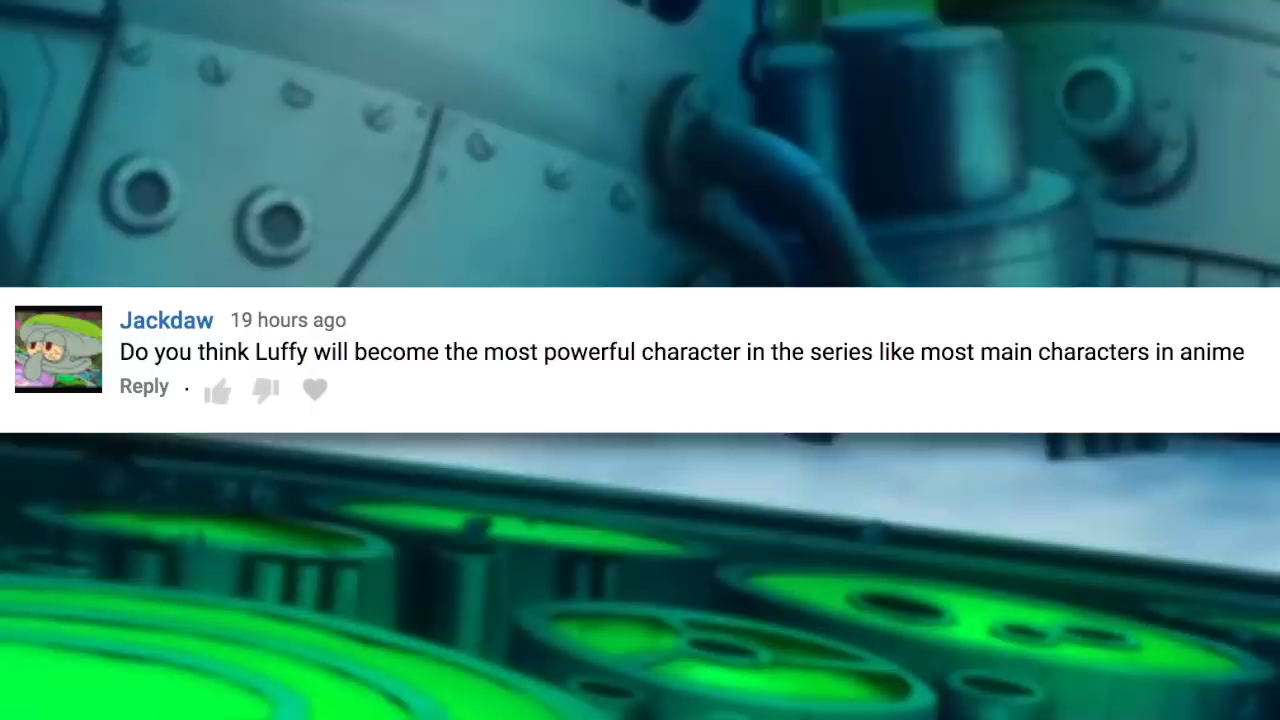 Jackdaw 19 hours ago
Do you think Luffy will become the most powerful character in the series like most main characters in anime
Reply ·